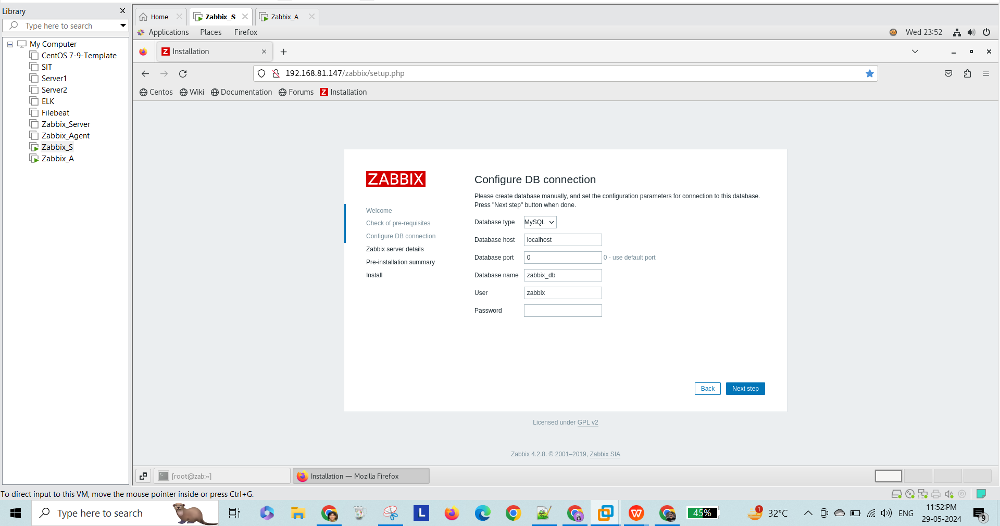 Library
Type here to search
My Computer
CentOS 7-9-Template
SIT
Server1
Server2
ELK
Filebeat
Zabbix_Server
Zabbix_Agent
Zabbix_S
Zabbix_A
Home
Zabbix_S
Zabbix_A
Applications Places Firefox
Wed 23:52
Z Installation
192.168.81.147/zabbix/setup.php
Centos Wiki Documentation Forums Z Installation
ZABBIX
Welcome
Check of pre-requisites
Configure DB connection
Zabbix server details
Pre-installation summary
Install
Configure DB connection
Please create database manually, and set the configuration parameters for connection to this database.
Press "Next step" button when done.
Database type MySQL
Database host localhost
Database port 0 0 - use default port
Database name zabbix_db
User zabbix
Password
Back Next step
Licensed under GPL v2
Zabbix 4.2.8. © 2001–2019, Zabbix SIA
[root@zab:~]
Installation — Mozilla Firefox
To direct input to this VM, move the mouse pointer inside or press Ctrl+G.
Type here to search
L
W
45%
1
32°C
ENG
11:52:PM
29-05-2024
9